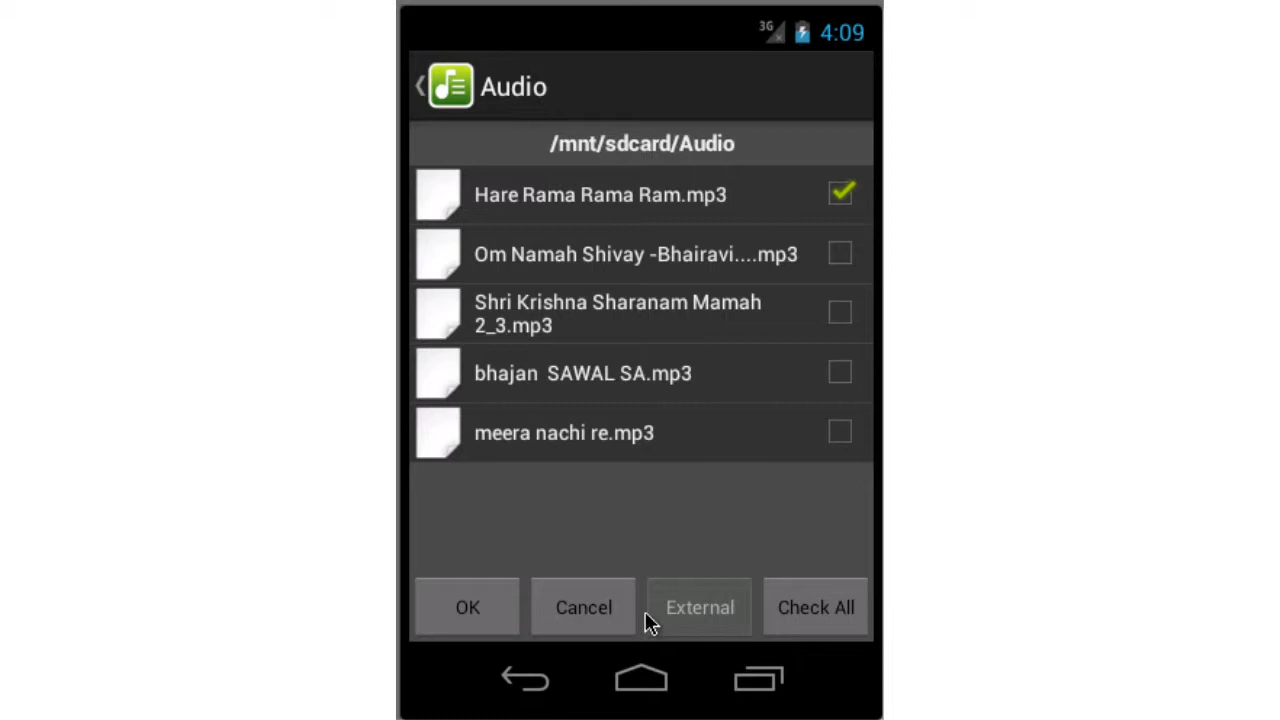 3G 4:09
Audio
/mnt/sdcard/Audio
Hare Rama Rama Ram.mp3
Om Namah Shivay -Bhairavi....mp3
Shri Krishna Sharanam Mamah
2_3.mp3
bhajan  SAWAL SA.mp3
meera nachi re.mp3
OK Cancel External Check All